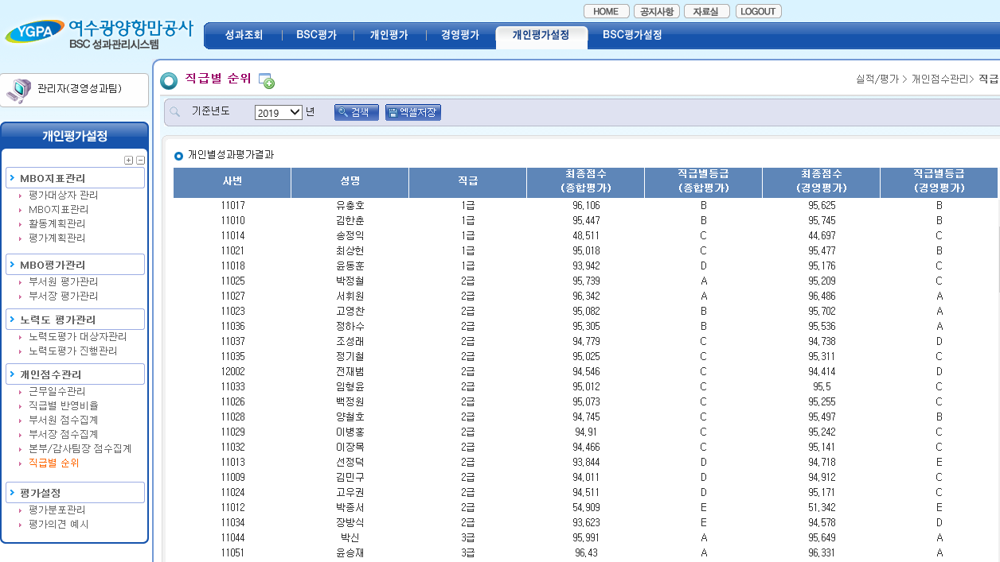 HOME 공지사항 자료실 LOGOUT
YGPA 여수광양항만공사
BSC 성과관리시스템
성과조회 BSC평가 개인평가 경영평가 개인평가설정 BSC평가설정
관리자(경영성과팀)
개인평가설정
MBO지표관리
평가대상자 관리
MBO지표관리
활동계획관리
평가계획관리
MBO평가관리
부서원 평가관리
부서장 평가관리
노력도 평가관리
노력도평가 대상자관리
노력도평가 진행관리
개인점수관리
근무일수관리
직급별 반영비율
부서원 점수집계
부서장 점수집계
본부/감사팀장 점수집계
직급별 순위
평가설정
평가분포관리
평가의견 예시
직급별 순위
실적/평가 > 개인점수관리> 직급
기준년도 2019 년 검색 엑셀저장
개인별성과평가결과
사번 성명 직급 최종점수 (종합평가) 직급별등급 (종합평가) 최종점수 (경영평가) 직급별등급 (경영평가)
11017 유충호 1급 96,106 B 95,625 B
11010 김한춘 1급 95,447 B 95,745 B
11014 송정익 1급 48,511 C 44,697 C
11021 최상헌 1급 95,018 C 95,477 B
11018 윤동훈 1급 93,942 D 95,176 C
11025 박정철 2급 95,739 A 95,209 C
11027 서휘원 2급 96,342 A 96,486 A
11023 고영찬 2급 95,082 B 95,702 A
11036 정하수 2급 95,305 B 95,536 A
11037 조성래 2급 94,779 C 94,738 D
11035 정기철 2급 95,025 C 95,311 C
12002 전재범 2급 94,546 C 94,414 D
11033 임형윤 2급 95,012 C 95,5 C
11026 백정원 2급 95,073 C 95,255 C
11028 양철호 2급 94,745 C 95,497 B
11029 이병홍 2급 94,91 C 95,242 C
11032 이장목 2급 94,466 C 95,141 C
11013 선정덕 2급 93,844 D 94,718 E
11009 김민구 2급 94,011 D 94,912 C
11024 고우권 2급 94,511 D 95,171 C
11012 박종서 2급 54,909 E 51,342 E
11034 장방식 2급 93,623 E 94,578 D
11044 박신 3급 95,991 A 95,649 A
11051 윤승재 3급 96,43 A 96,331 A